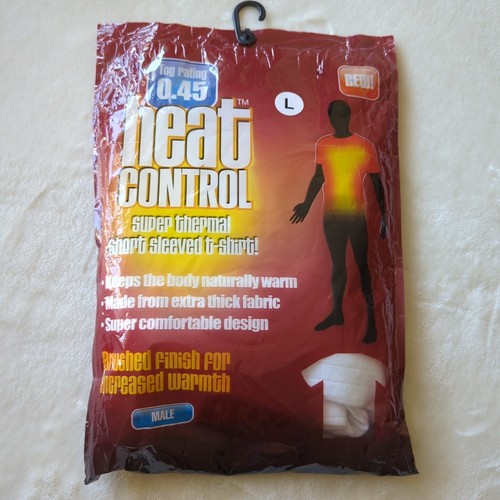 Tog rating
0.45
NEW!
L
heat™
CONTROL
super thermal
short sleeved t-shirt!
• Keeps the body naturally warm
• Made from extra thick fabric
• Super comfortable design
Brushed finish for
increased warmth
MALE